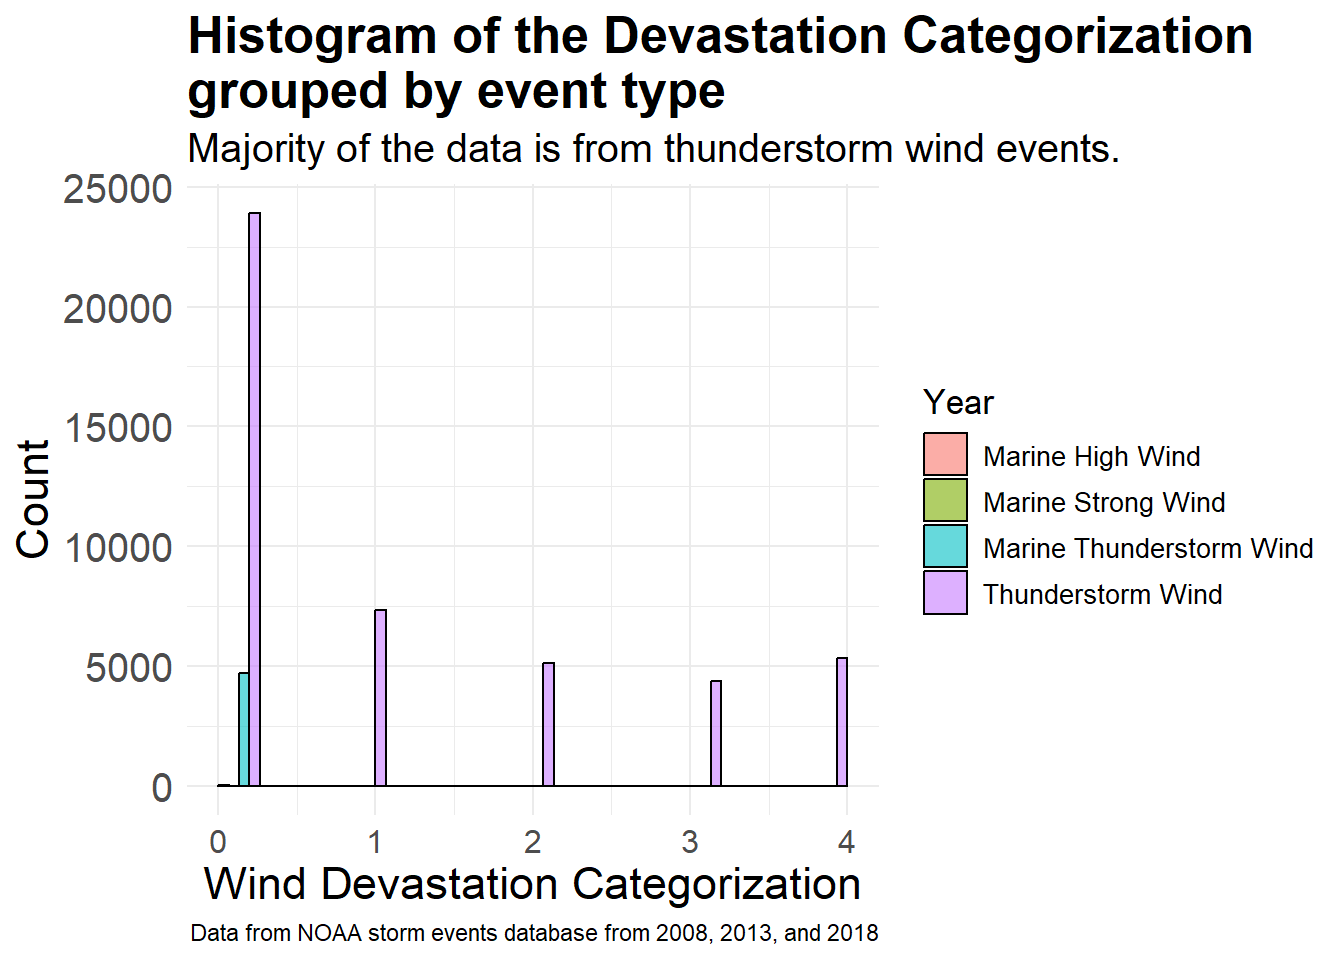 Histogram of the Devastation Categorization
grouped by event type
Majority of the data is from thunderstorm wind events.
25000
20000
15000
10000
5000
0
Count
0 1 2 3 4
Wind Devastation Categorization
Data from NOAA storm events database from 2008, 2013, and 2018
Year
Marine High Wind
Marine Strong Wind
Marine Thunderstorm Wind
Thunderstorm Wind